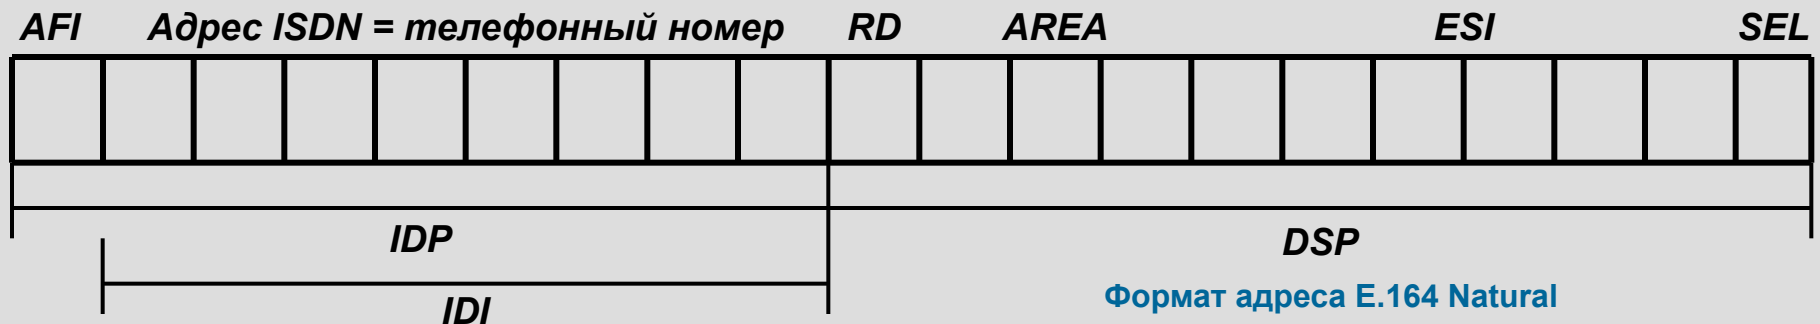 AFI Адрес ISDN = телефонный номер RD AREA ESI SEL
IDP DSP
IDI
Формат адреса E.164 Natural